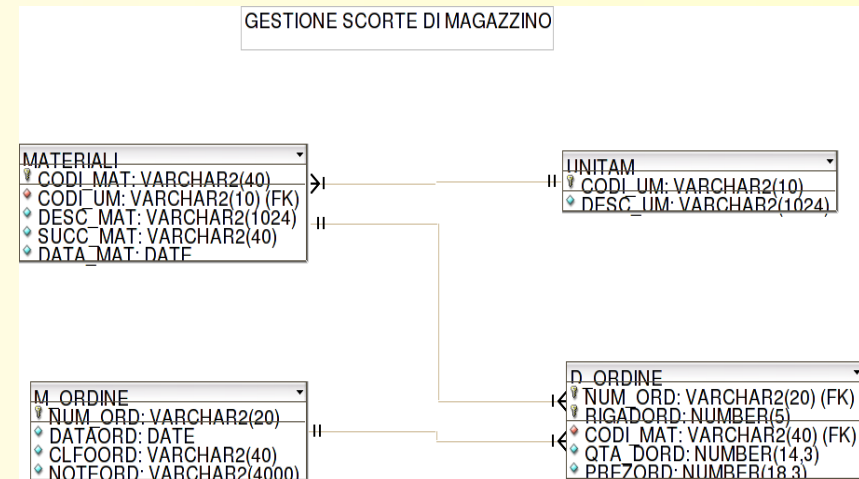 GESTIONE SCORTE DI MAGAZZINO
MATERIALI
CODI_MAT: VARCHAR2(40)
CODI_UM: VARCHAR2(10) (FK)
DESC_MAT: VARCHAR2(1024)
SUCC_MAT: VARCHAR2(40)
DATA_MAT: DATE
UNITAM
CODI_UM: VARCHAR2(10)
DESC_UM: VARCHAR2(1024)
M_ORDINE
NUM_ORD: VARCHAR2(20)
DATAORD: DATE
CLFOORD: VARCHAR2(40)
NOTEORD: VARCHAR2(4000)
D_ORDINE
NUM_ORD: VARCHAR2(20) (FK)
RIGADORD: NUMBER(5)
CODI_MAT: VARCHAR2(40) (FK)
QTA_DORD: NUMBER(14,3)
PREZORD: NUMBER(18,3)